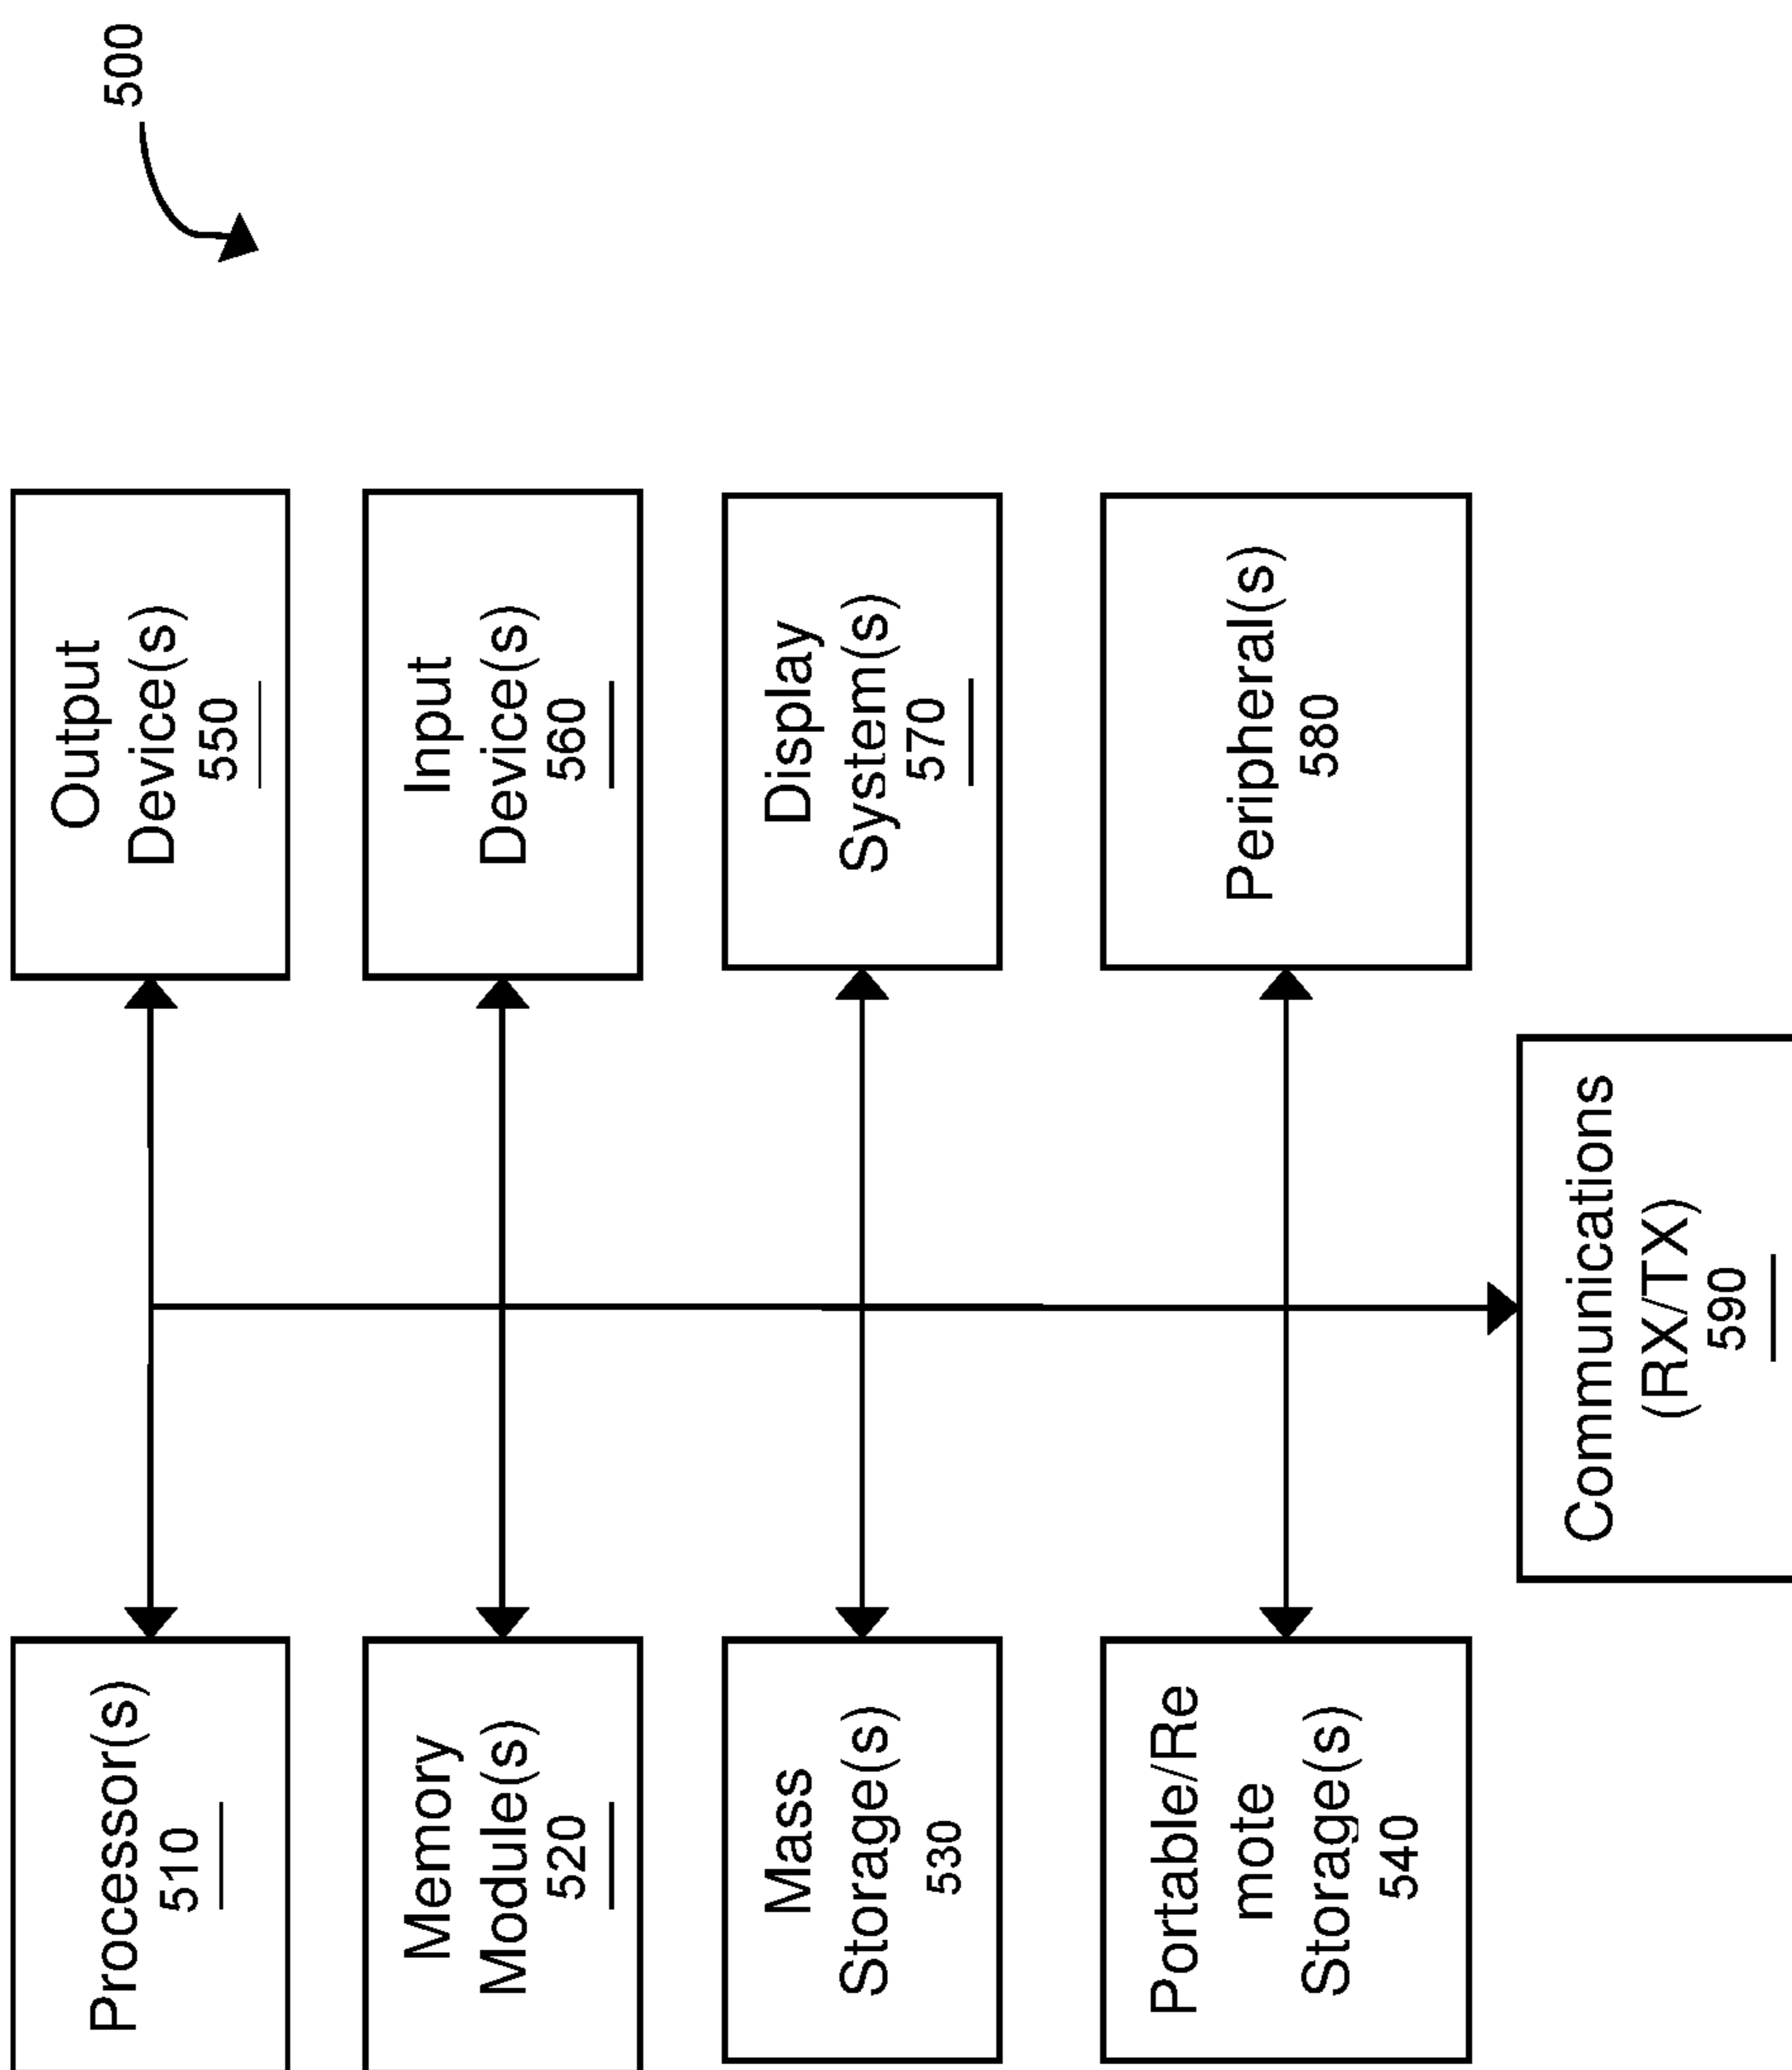 500
Processor(s)
510
Output
Device(s)
550
Memory
Module(s)
520
Input
Device(s)
560
Mass
Storage(s)
530
Display
System(s)
570
Portable/Re
mote
Storage(s)
540
Peripheral(s)
580
Communications
(RX/TX)
590